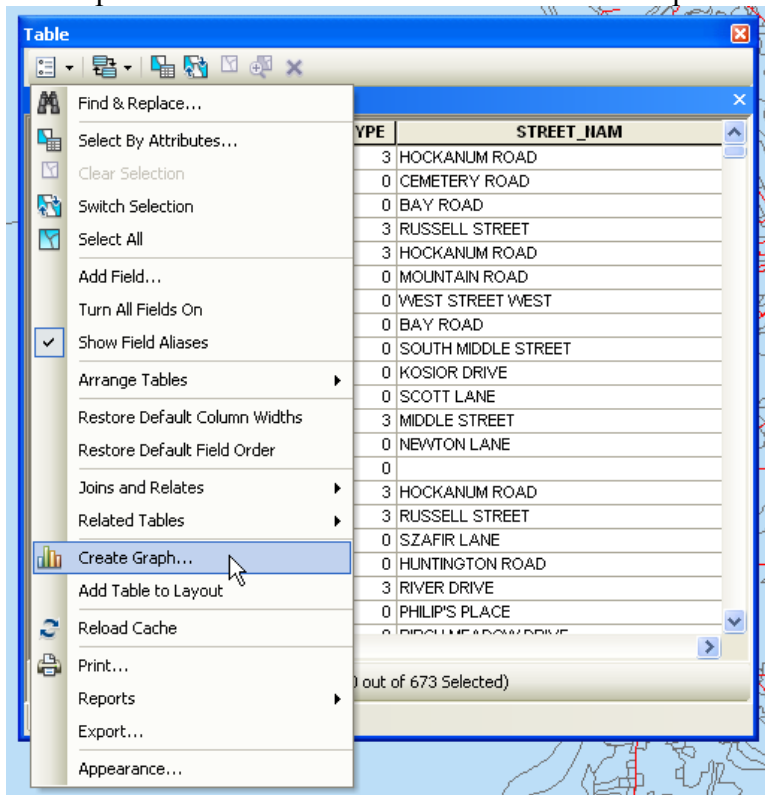 Table
Find & Replace...
Select By Attributes...
Clear Selection
Switch Selection
Select All
Add Field...
Turn All Fields On
Show Field Aliases
Arrange Tables
Restore Default Column Widths
Restore Default Field Order
Joins and Relates
Related Tables
Create Graph...
Add Table to Layout
Reload Cache
Print...
Reports
Export...
Appearance...
YPE STREET_NAM
3 HOCKANUM ROAD
0 CEMETERY ROAD
0 BAY ROAD
3 RUSSELL STREET
3 HOCKANUM ROAD
0 MOUNTAIN ROAD
0 WEST STREET WEST
0 BAY ROAD
0 SOUTH MIDDLE STREET
0 KOSIOR DRIVE
0 SCOTT LANE
3 MIDDLE STREET
0 NEWTON LANE
0
3 HOCKANUM ROAD
3 RUSSELL STREET
0 SZAFIR LANE
0 HUNTINGTON ROAD
3 RIVER DRIVE
0 PHILIP'S PLACE
0 BIRCH MEADOW DRIVE
out of 673 Selected)